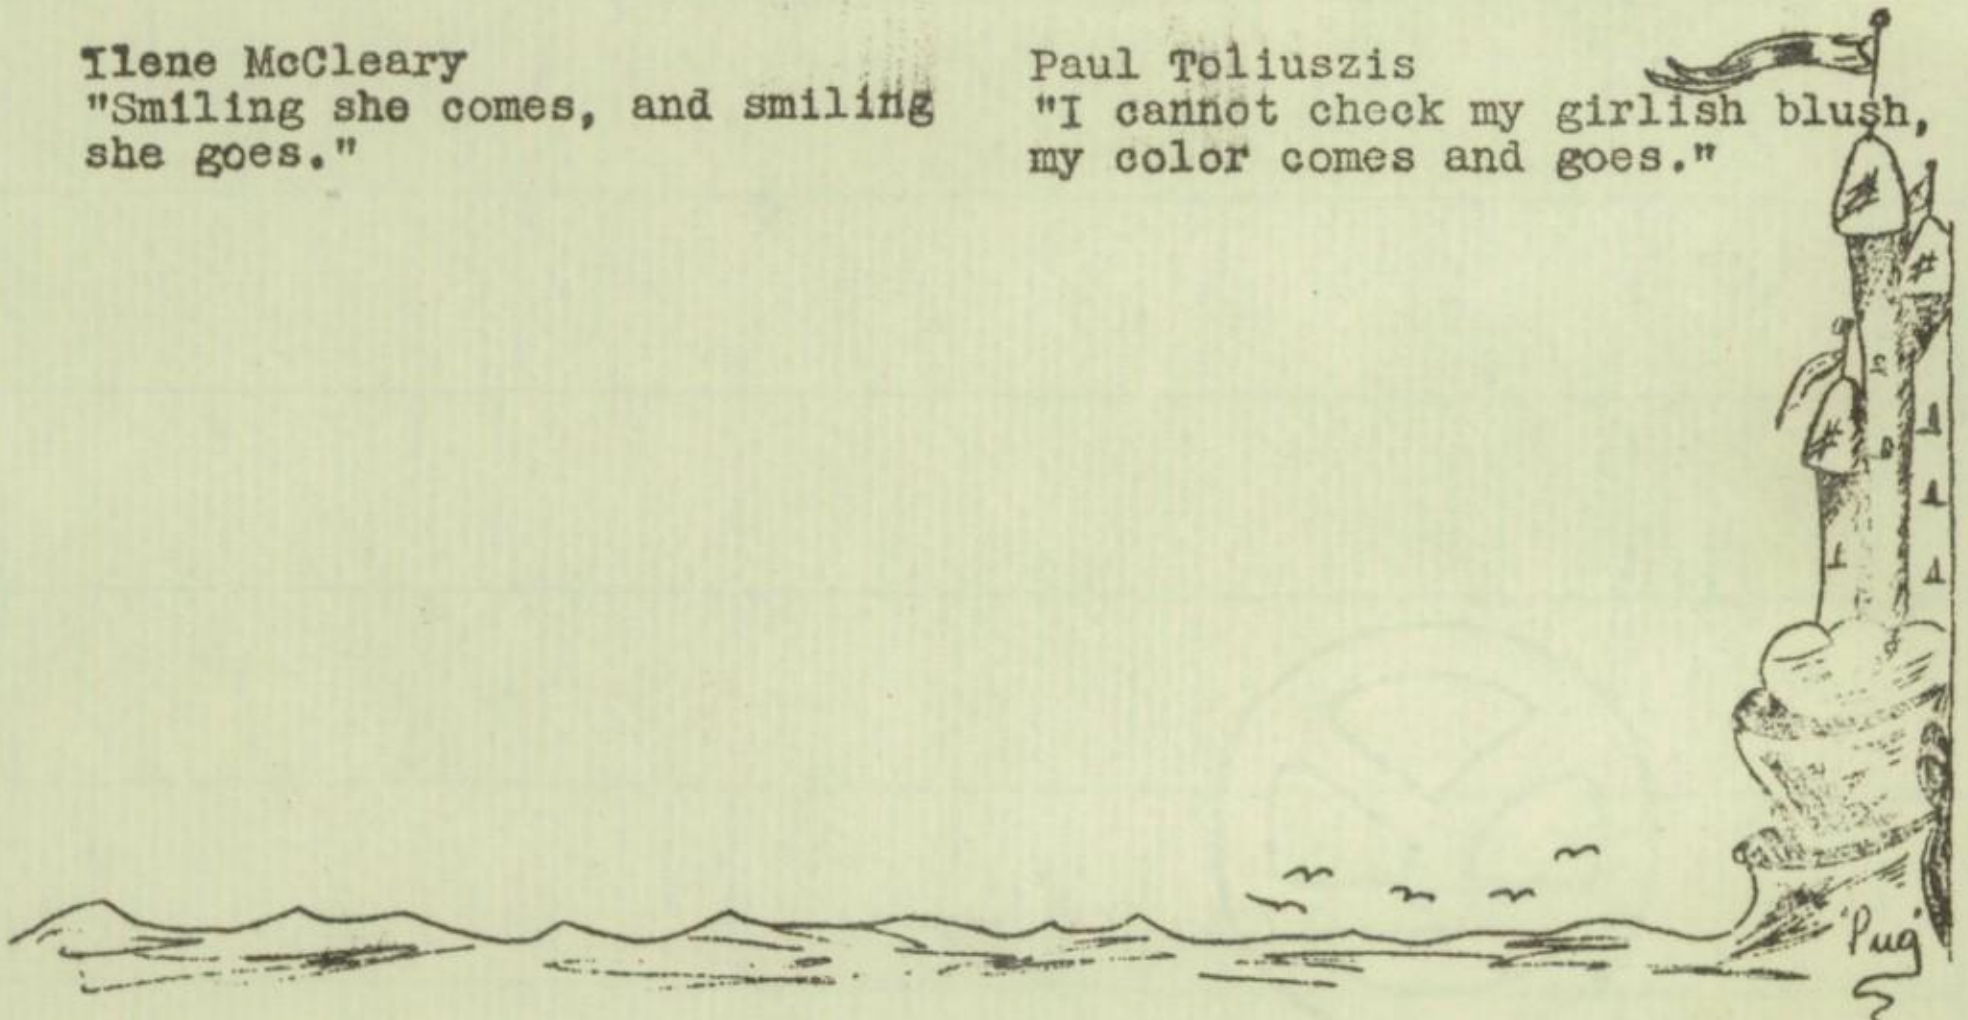 Ilene McCleary
"Smiling she comes, and smiling
she goes."
Paul Toliuszis
"I cannot check my girlish blush,
my color comes and goes."
'Pug'